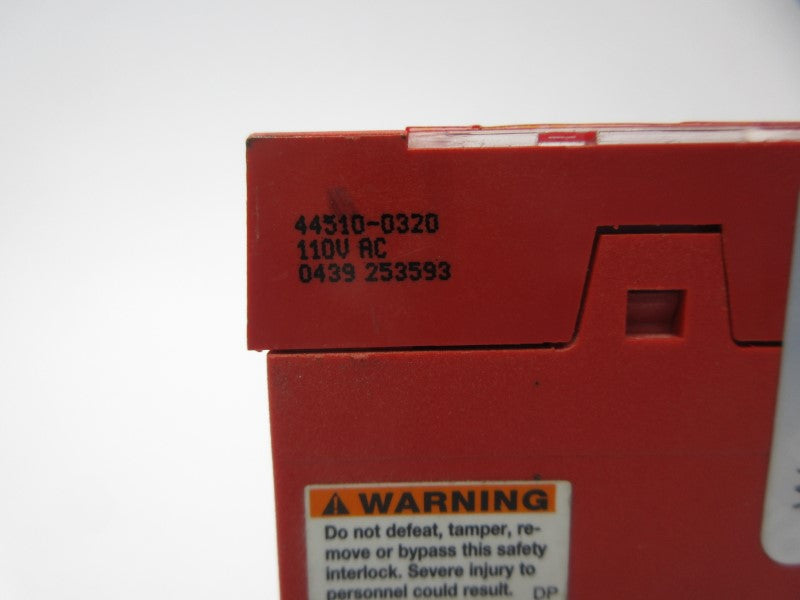 44510-0320
110V AC
0439 253593
WARNING
Do not defeat, tamper, re-
move or bypass this safety
interlock. Severe injury to
personnel could result. DP